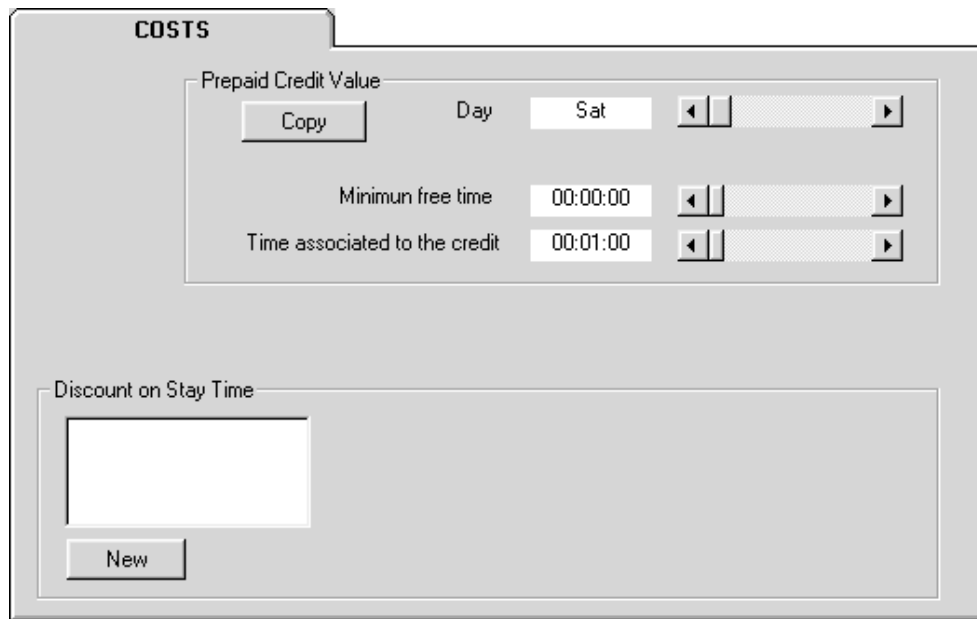 COSTS
Prepaid Credit Value
Copy
Day
Sat
Minimun free time
00:00:00
Time associated to the credit
00:01:00
Discount on Stay Time
New